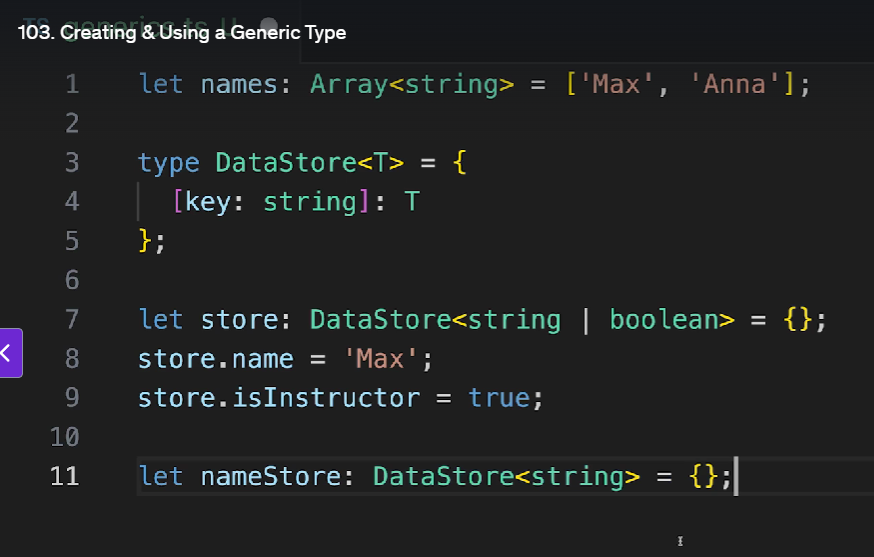 103. Creating & Using a Generic Type
TS generics.ts U
1 let names: Array<string> = ['Max', 'Anna'];
2
3 type DataStore<T> = {
4 [key: string]: T
5 };
6
7 let store: DataStore<string | boolean> = {};
8 store.name = 'Max';
9 store.isInstructor = true;
10
11 let nameStore: DataStore<string> = {};